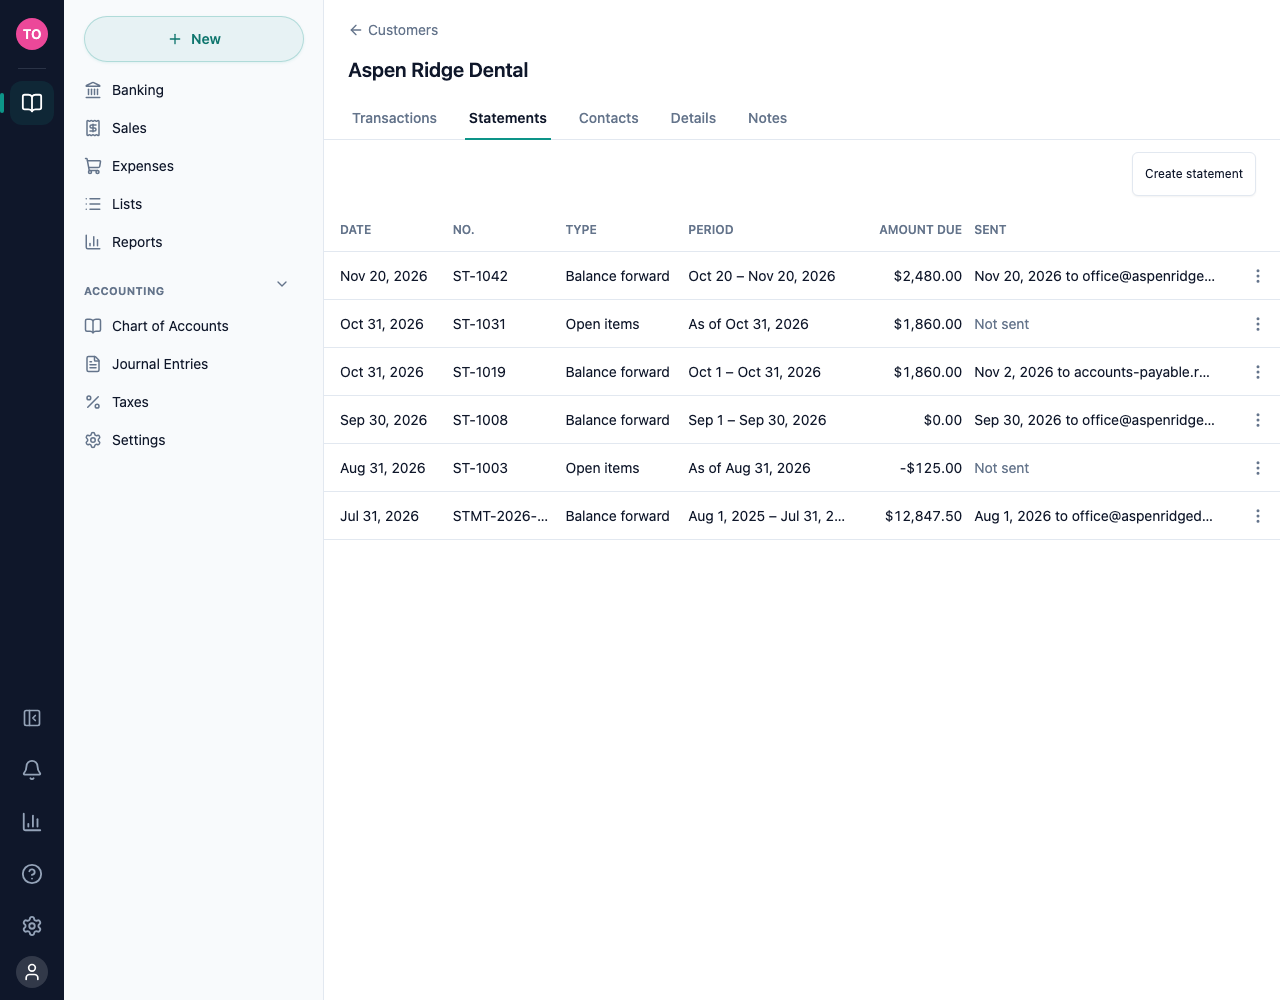 TO
New
Banking
Sales
Expenses
Lists
Reports
ACCOUNTING
Chart of Accounts
Journal Entries
Taxes
Settings
Customers
Aspen Ridge Dental
Transactions Statements Contacts Details Notes
Create statement
DATE NO. TYPE PERIOD AMOUNT DUE SENT
Nov 20, 2026 ST-1042 Balance forward Oct 20 – Nov 20, 2026 $2,480.00 Nov 20, 2026 to office@aspenridge...
Oct 31, 2026 ST-1031 Open items As of Oct 31, 2026 $1,860.00 Not sent
Oct 31, 2026 ST-1019 Balance forward Oct 1 – Oct 31, 2026 $1,860.00 Nov 2, 2026 to accounts-payable.r...
Sep 30, 2026 ST-1008 Balance forward Sep 1 – Sep 30, 2026 $0.00 Sep 30, 2026 to office@aspenridge...
Aug 31, 2026 ST-1003 Open items As of Aug 31, 2026 -$125.00 Not sent
Jul 31, 2026 STMT-2026-... Balance forward Aug 1, 2025 – Jul 31, 2... $12,847.50 Aug 1, 2026 to office@aspenridged...